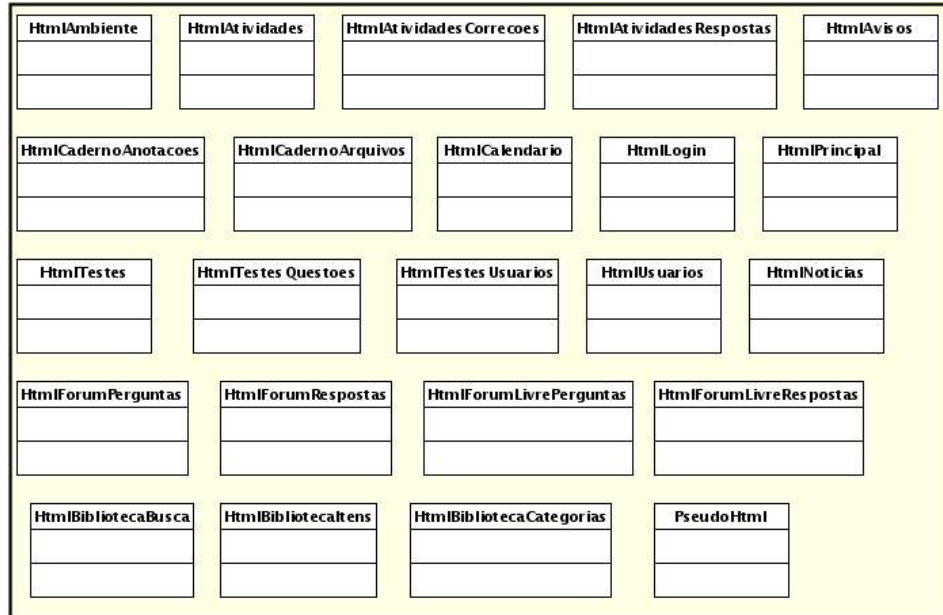 HtmlAmbiente
HtmlAtividades
HtmlAtividadesCorrecoes
HtmlAtividadesRespostas
HtmlAvisos
HtmlCadernoAnotacoes
HtmlCadernoArquivos
HtmlCalendario
HtmlLogin
HtmlPrincipal
HtmlTestes
HtmlTestesQuestoes
HtmlTestesUsuarios
HtmlUsuarios
HtmlNoticias
HtmlForumPerguntas
HtmlForumRespostas
HtmlForumLivrePerguntas
HtmlForumLivreRespostas
HtmlBibliotecaBusca
HtmlBibliotecaItens
HtmlBibliotecaCategorias
PseudoHtml